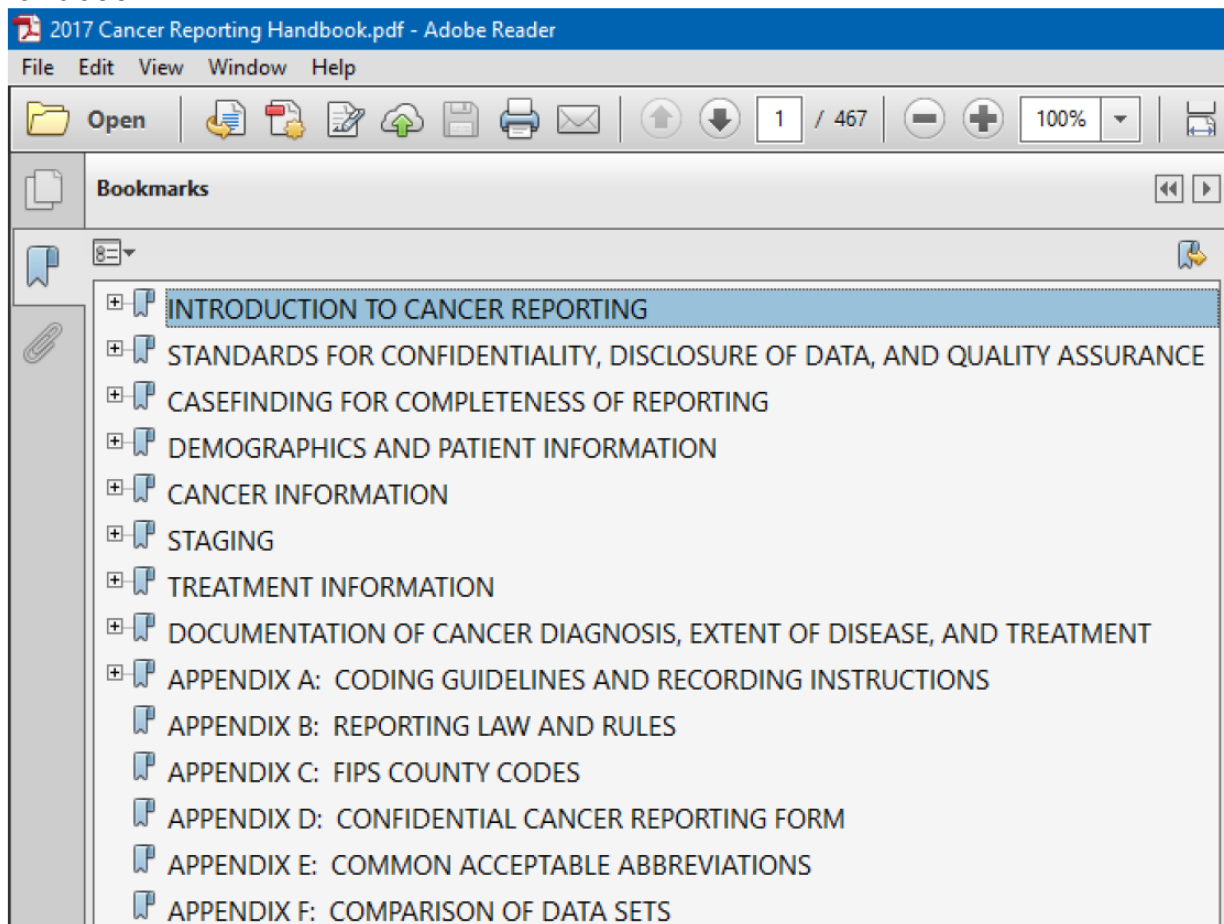 2017 Cancer Reporting Handbook.pdf - Adobe Reader
File Edit View Window Help
Open 1 / 467 100%
Bookmarks
INTRODUCTION TO CANCER REPORTING
STANDARDS FOR CONFIDENTIALITY, DISCLOSURE OF DATA, AND QUALITY ASSURANCE
CASEFINDING FOR COMPLETENESS OF REPORTING
DEMOGRAPHICS AND PATIENT INFORMATION
CANCER INFORMATION
STAGING
TREATMENT INFORMATION
DOCUMENTATION OF CANCER DIAGNOSIS, EXTENT OF DISEASE, AND TREATMENT
APPENDIX A: CODING GUIDELINES AND RECORDING INSTRUCTIONS
APPENDIX B: REPORTING LAW AND RULES
APPENDIX C: FIPS COUNTY CODES
APPENDIX D: CONFIDENTIAL CANCER REPORTING FORM
APPENDIX E: COMMON ACCEPTABLE ABBREVIATIONS
APPENDIX F: COMPARISON OF DATA SETS